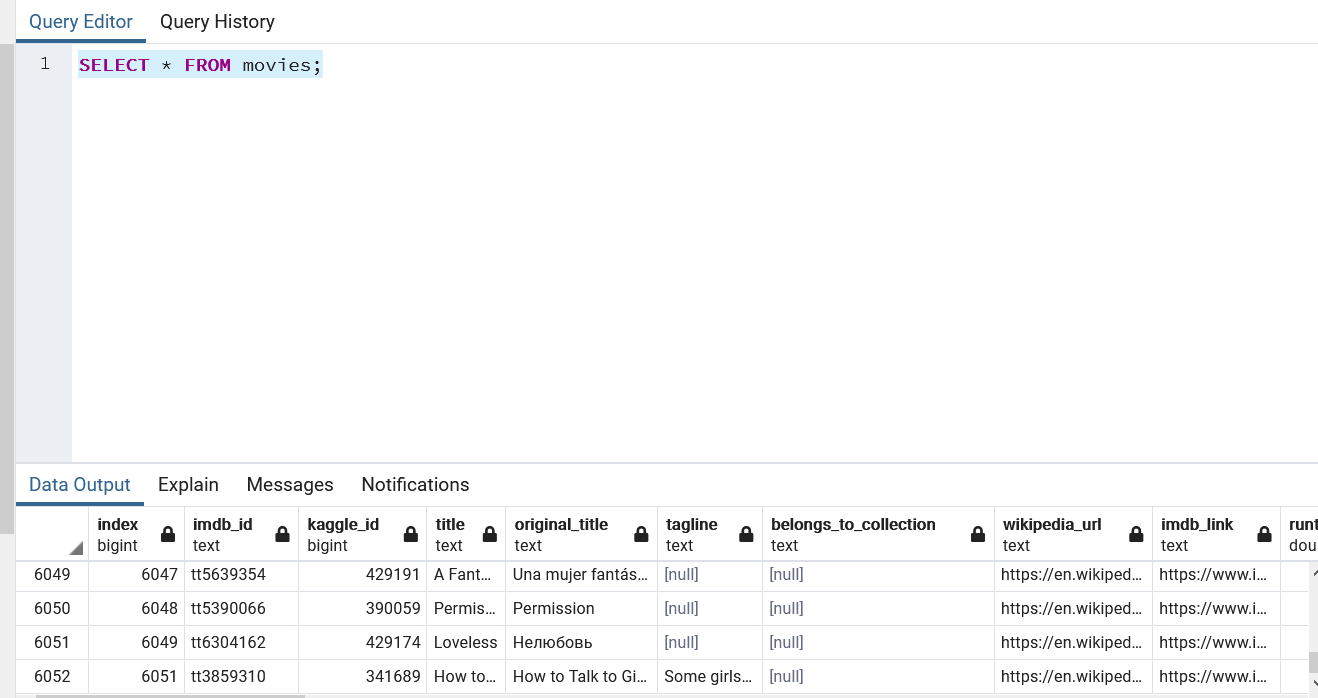 Query Editor Query History
1 SELECT * FROM movies;
Data Output Explain Messages Notifications
index imdb_id kaggle_id title original_title tagline belongs_to_collection wikipedia_url imdb_link runt
bigint text bigint text text text text text text dou
6049 6047 tt5639354 429191 A Fant... Una mujer fantás... [null] [null] https://en.wikiped... https://www.i...
6050 6048 tt5390066 390059 Permis... Permission [null] [null] https://en.wikiped... https://www.i...
6051 6049 tt6304162 429174 Loveless Нелюбовь [null] [null] https://en.wikiped... https://www.i...
6052 6051 tt3859310 341689 How to... How to Talk to Gi... Some girls... [null] https://en.wikiped... https://www.i...